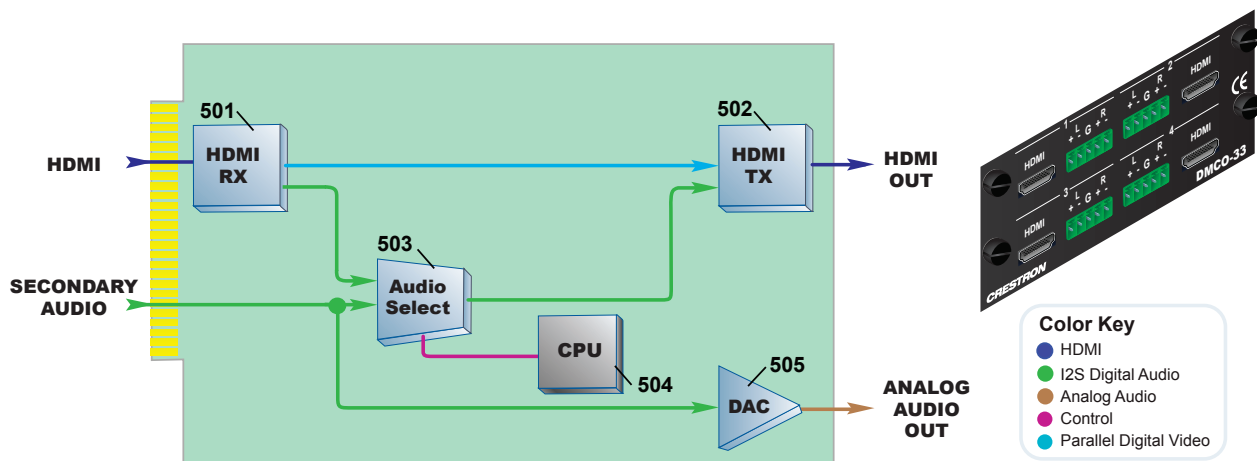 501
HDMI
RX
502
HDMI
TX
HDMI
HDMI
OUT
503
Audio
Select
SECONDARY
AUDIO
CPU
504
505
DAC
ANALOG
AUDIO
OUT
1
2
HDMI
L
R
+ - G + -
L
R
+ - G + -
HDMI
CE
3
4
HDMI
L
R
+ - G + -
L
R
+ - G + -
HDMI
CRESTRON
DMCO-33
Color Key
HDMI
I2S Digital Audio
Analog Audio
Control
Parallel Digital Video